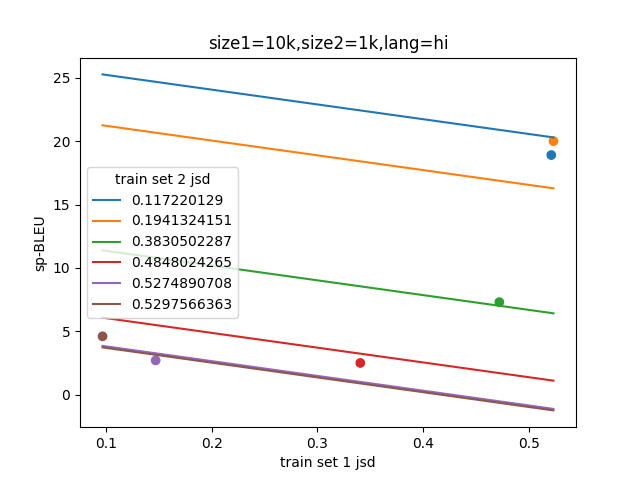 size1=10k,size2=1k,lang=hi
25
20
15
10
5
0
sp-BLEU
train set 2 jsd
0.117220129
0.1941324151
0.3830502287
0.4848024265
0.5274890708
0.5297566363
0.1 0.2 0.3 0.4 0.5
train set 1 jsd